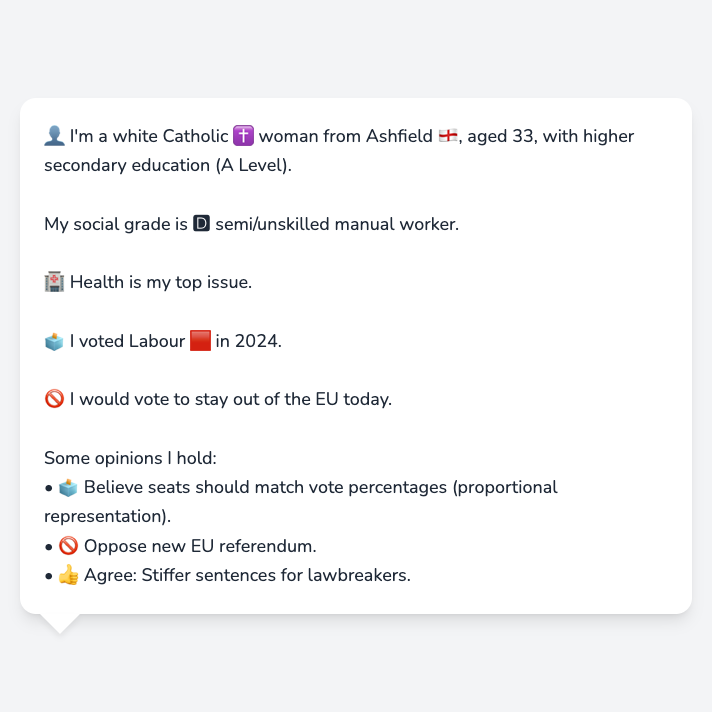 👤 I'm a white Catholic ✝️ woman from Ashfield 🏴󠁧󠁢󠁥󠁮󠁧󠁿, aged 33, with higher
secondary education (A Level).
My social grade is 🅳 semi/unskilled manual worker.
🏥 Health is my top issue.
🗳️ I voted Labour 🟥 in 2024.
🚫 I would vote to stay out of the EU today.
Some opinions I hold:
• 🗳️ Believe seats should match vote percentages (proportional
representation).
• 🚫 Oppose new EU referendum.
• 👍 Agree: Stiffer sentences for lawbreakers.